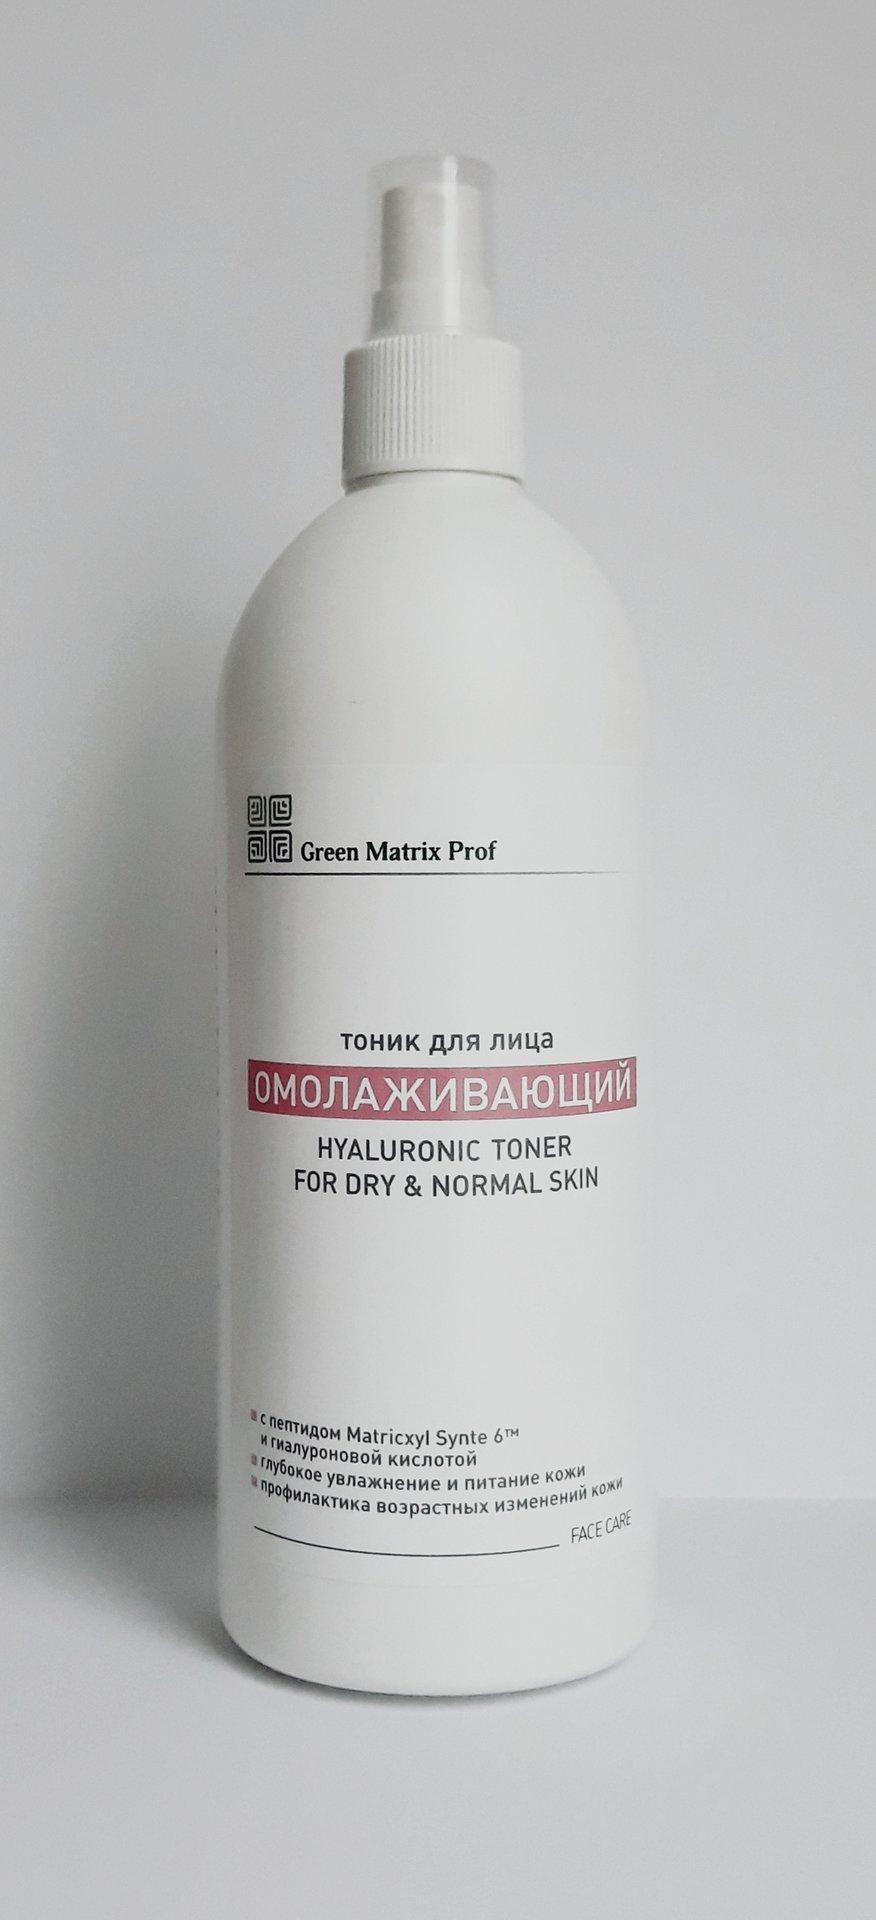 Green Matrix Prof
тоник для лица
ОМОЛАЖИВАЮЩИЙ
HYALURONIC TONER
FOR DRY & NORMAL SKIN
с пептидом Matricxyl Synte 6™
и гиалуроновой кислотой
глубокое увлажнение и питание кожи
профилактика возрастных изменений кожи
FACE CARE